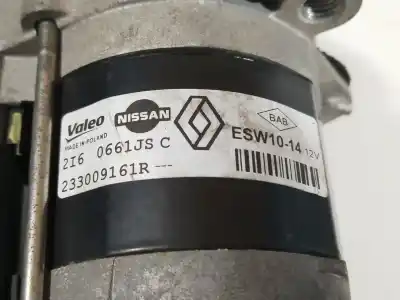 Valeo
MADE IN POLAND
NISSAN
BAB
2I6 0661JS C
ESW10-14 12V
233009161R ---